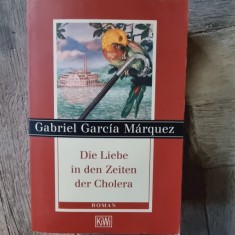 Gabriel García Márquez
Die Liebe
in den Zeiten
der Cholera
ROMAN
KiWi